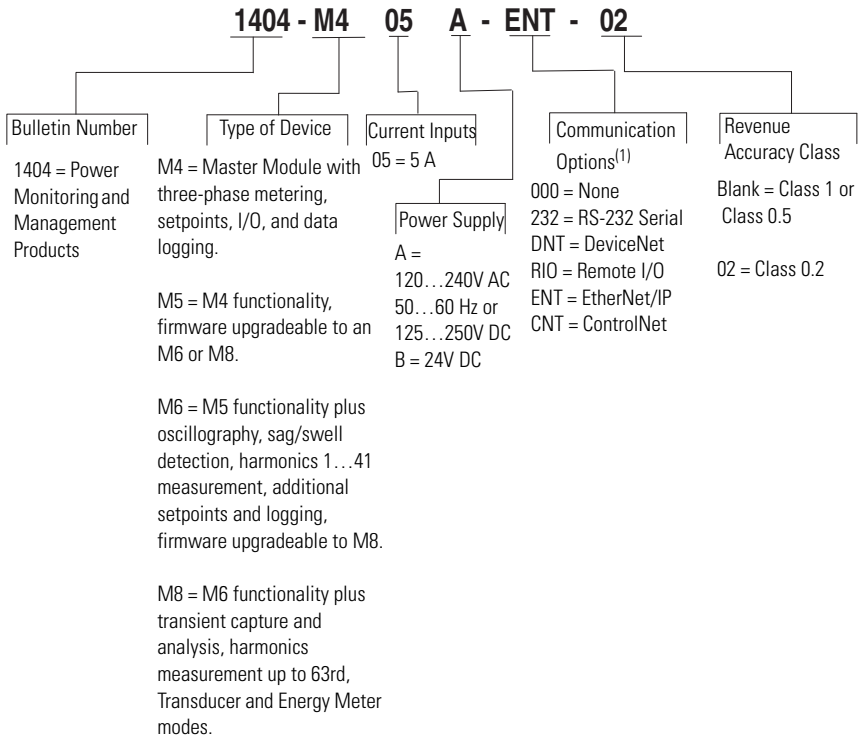 1404 - M4 05 A - ENT - 02
Bulletin Number
1404 = Power
Monitoring and
Management
Products
Type of Device
M4 = Master Module with
three-phase metering,
setpoints, I/O, and data
logging.
M5 = M4 functionality,
firmware upgradeable to an
M6 or M8.
M6 = M5 functionality plus
oscillography, sag/swell
detection, harmonics 1…41
measurement, additional
setpoints and logging,
firmware upgradeable to M8.
M8 = M6 functionality plus
transient capture and
analysis, harmonics
measurement up to 63rd,
Transducer and Energy Meter
modes.
Current Inputs
05 = 5 A
Power Supply
A =
120…240V AC
50…60 Hz or
125…250V DC
B = 24V DC
Communication
Options(1)
000 = None
232 = RS-232 Serial
DNT = DeviceNet
RIO = Remote I/O
ENT = EtherNet/IP
CNT = ControlNet
Revenue
Accuracy Class
Blank = Class 1 or
Class 0.5
02 = Class 0.2